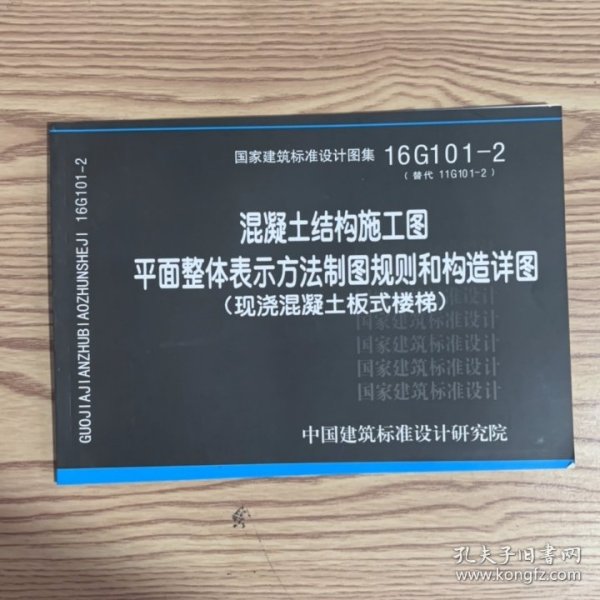 国家建筑标准设计图集 16G101-2
(替代 11G101-2)
混凝土结构施工图
平面整体表示方法制图规则和构造详图
(现浇混凝土板式楼梯)
国家建筑标准设计
国家建筑标准设计
国家建筑标准设计
国家建筑标准设计
国家建筑标准设计
中国建筑标准设计研究院
GUOJIAJIANZHUBIAOZHUNSHEJI 16G101-2
孔夫子旧书网
www.kongfz.com